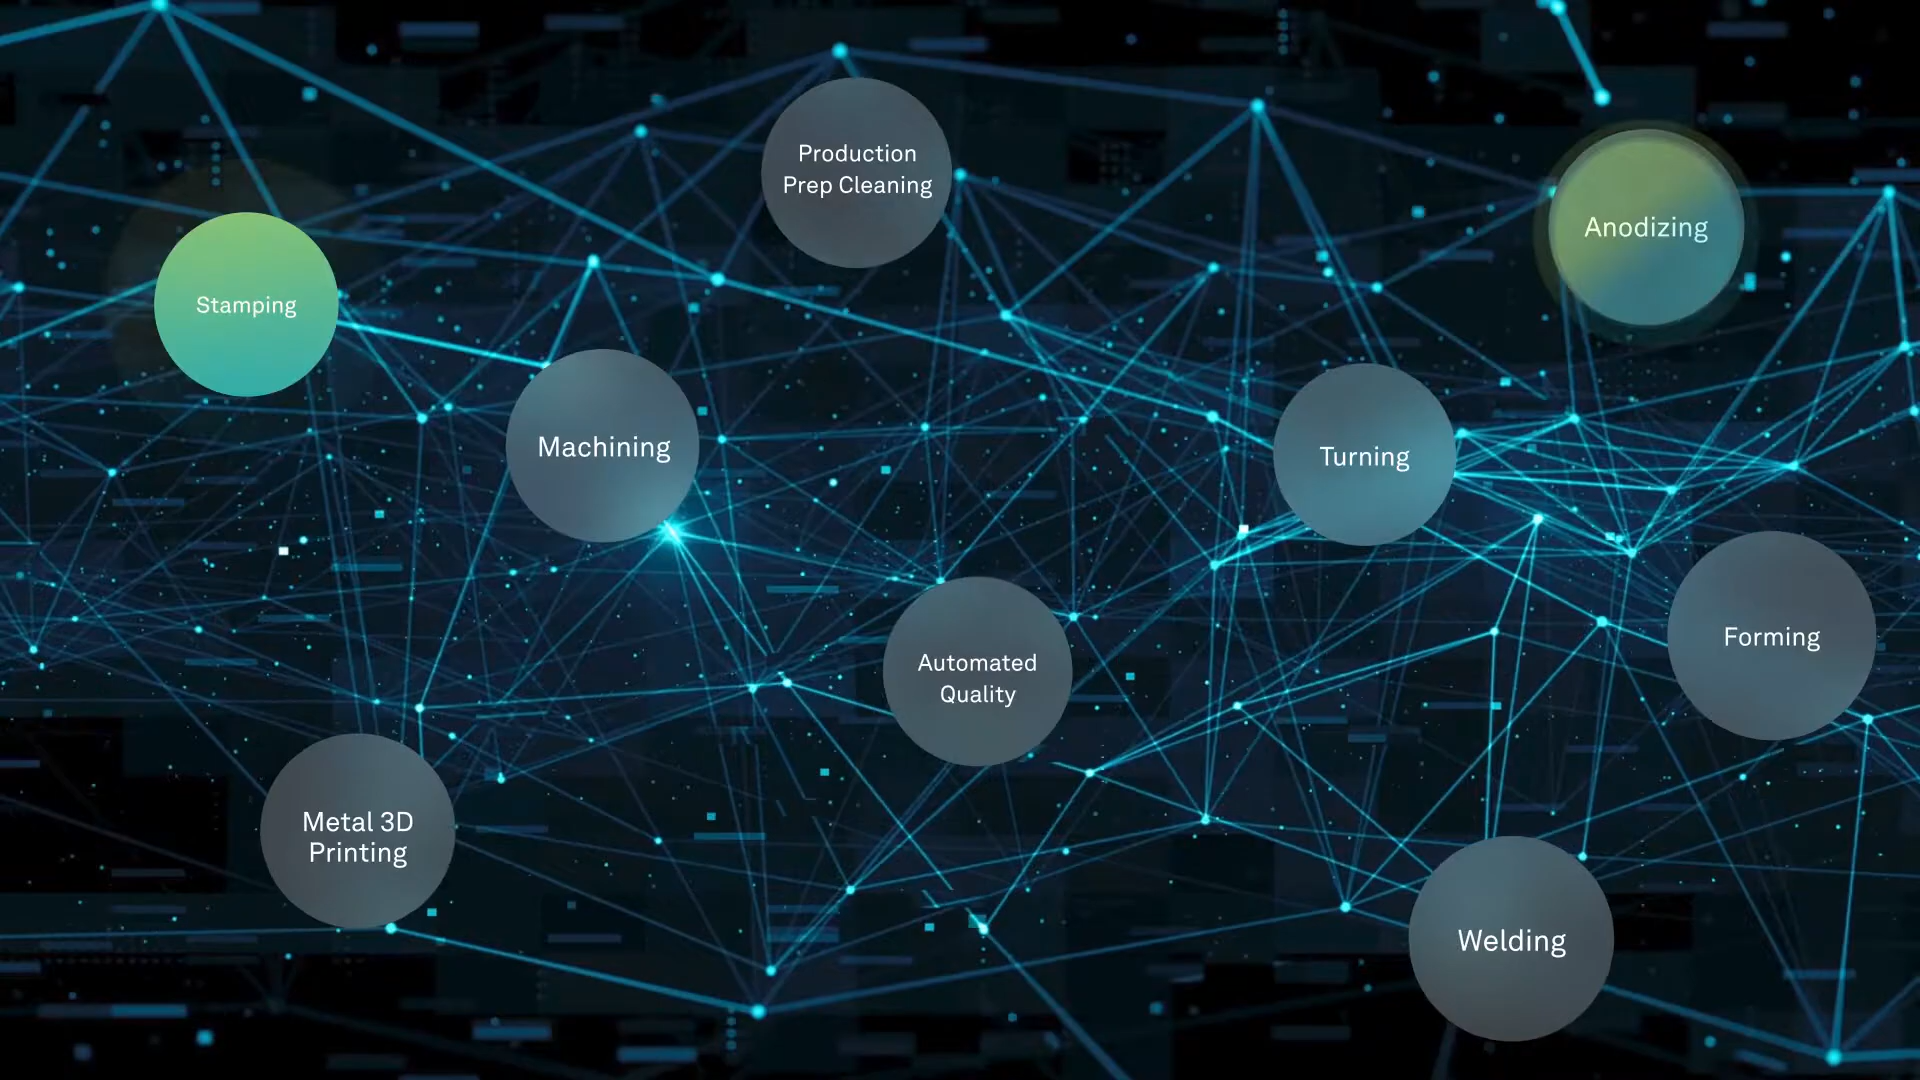 Production
Prep Cleaning
Anodizing
Stamping
Machining
Turning
Forming
Automated
Quality
Metal 3D
Printing
Welding